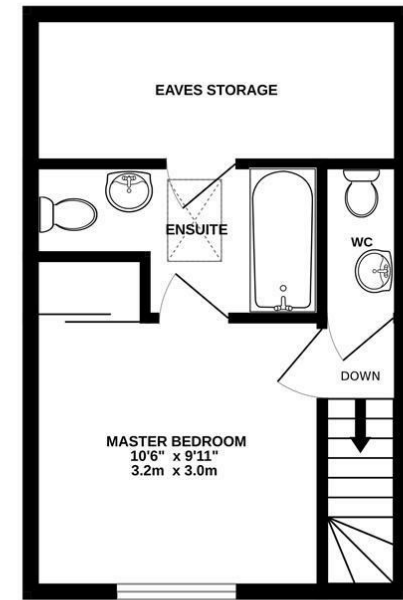 EAVES STORAGE
ENSUITE
WC
DOWN
MASTER BEDROOM
10'6" x 9'11"
3.2m x 3.0m